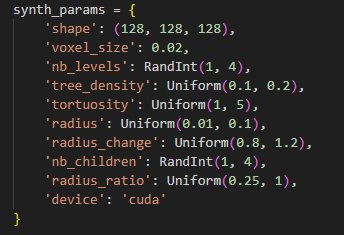 synth_params = {
    'shape': (128, 128, 128),
    'voxel_size': 0.02,
    'nb_levels': RandInt(1, 4),
    'tree_density': Uniform(0.1, 0.2),
    'tortuosity': Uniform(1, 5),
    'radius': Uniform(0.01, 0.1),
    'radius_change': Uniform(0.8, 1.2),
    'nb_children': RandInt(1, 4),
    'radius_ratio': Uniform(0.25, 1),
    'device': 'cuda'
}